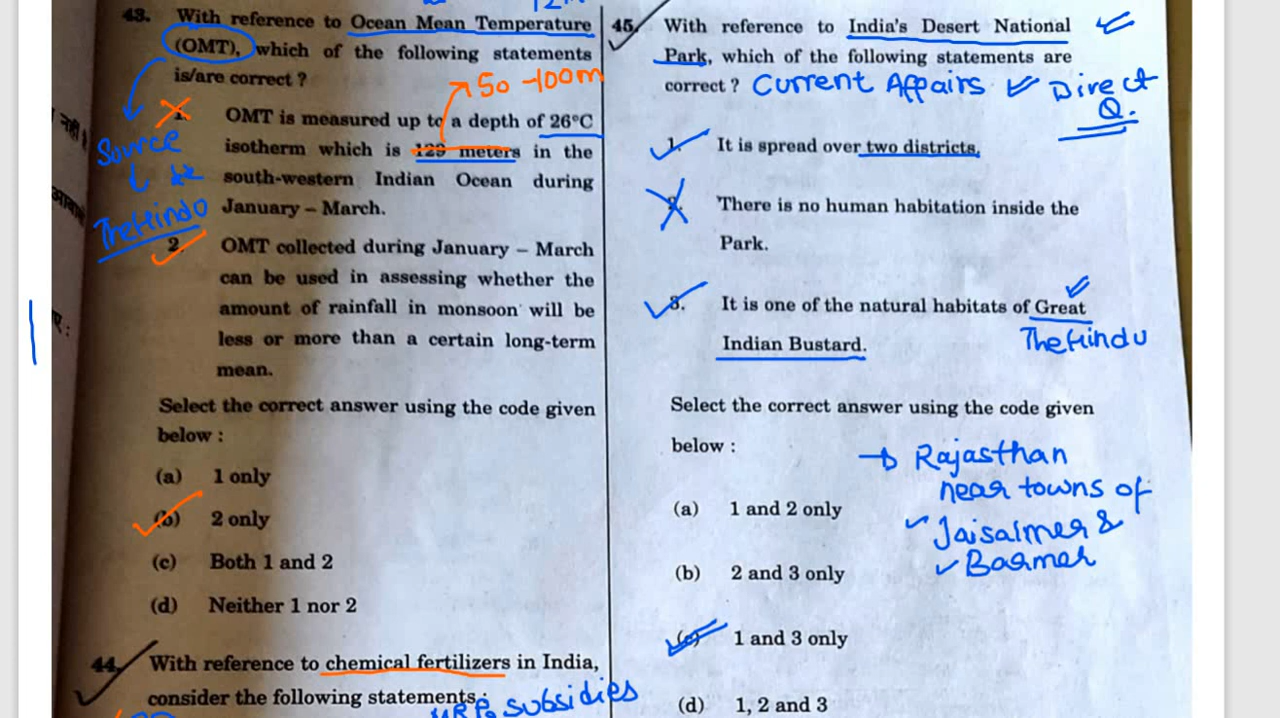 43. With reference to Ocean Mean Temperature
(OMT), which of the following statements
is/are correct ?
50-100m
1. OMT is measured up to a depth of 26°C
isotherm which is 129 meters in the
south-western Indian Ocean during
January – March.
Source
TheHindu
2. OMT collected during January – March
can be used in assessing whether the
amount of rainfall in monsoon will be
less or more than a certain long-term
mean.
Select the correct answer using the code given
below :
(a) 1 only
(b) 2 only
(c) Both 1 and 2
(d) Neither 1 nor 2
44. With reference to chemical fertilizers in India,
consider the following statements :
subsidies
45. With reference to India's Desert National
Park, which of the following statements are
correct ? Current Affairs Direct
Q.
1. It is spread over two districts.
2. There is no human habitation inside the
Park.
3. It is one of the natural habitats of Great
Indian Bustard.
TheHindu
Select the correct answer using the code given
below :
→ Rajasthan
near towns of
Jaisalmer &
Barmer
(a) 1 and 2 only
(b) 2 and 3 only
(c) 1 and 3 only
(d) 1, 2 and 3
नहीं